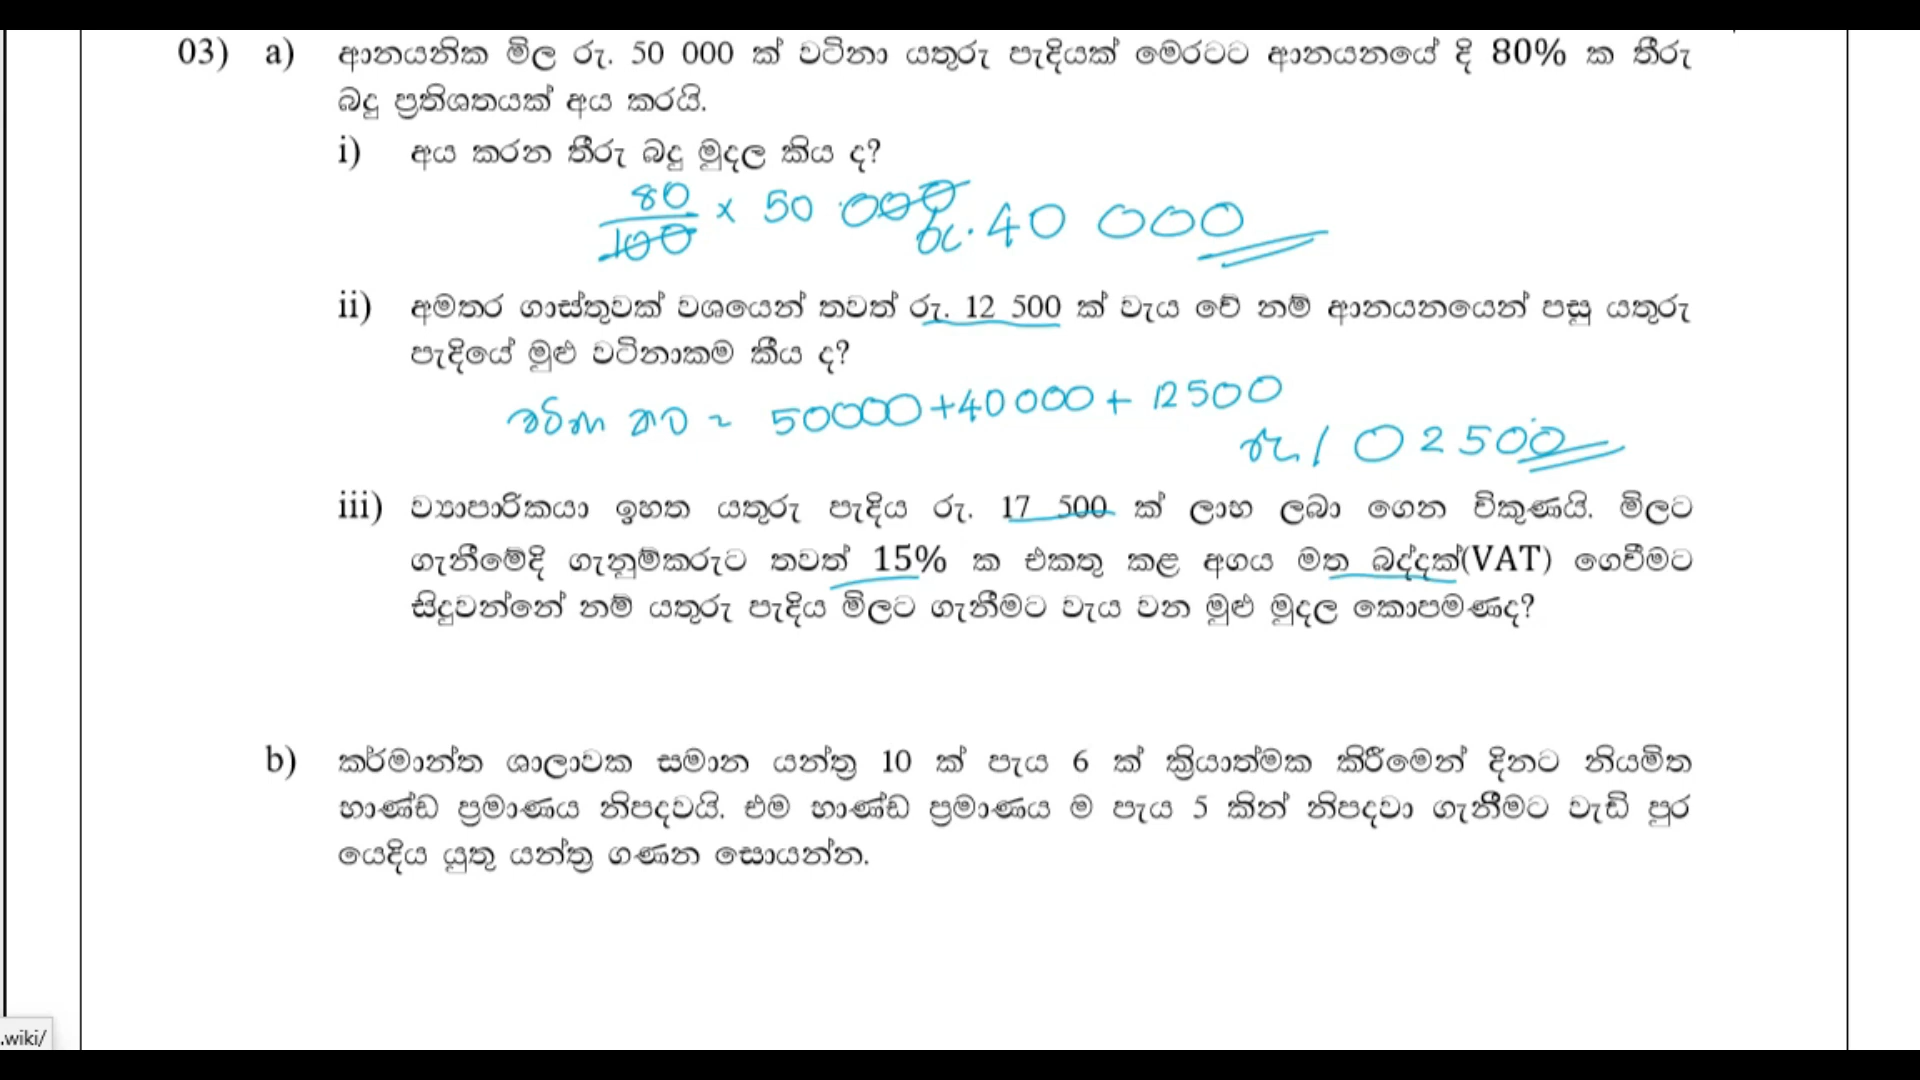 03) a) ආනයනික මිල රු. 50 000 ක් වටිනා යතුරු පැදියක් මෙරටට ආනයනයේ දි 80% ක තීරු
බදු ප්‍රතිශතයක් අය කරයි.
i) අය කරන තීරු බදු මුදල කිය ද?
80/100 × 50 000 රු. 40 000
ii) අමතර ගාස්තුවක් වශයෙන් තවත් රු. 12 500 ක් වැය වේ නම් ආනයනයෙන් පසු යතුරු
පැදියේ මුළු වටිනාකම කීය ද?
වටිනා කම = 50000+40000+ 12500
රු. 102500
iii) ව්‍යාපාරිකයා ඉහත යතුරු පැදිය රු. 17 500 ක් ලාභ ලබා ගෙන විකුණයි. මිලට
ගැනීමේදි ගැනුම්කරුට තවත් 15% ක එකතු කළ අගය මත බද්දක්(VAT) ගෙවීමට
සිදුවන්නේ නම් යතුරු පැදිය මිලට ගැනීමට වැය වන මුළු මුදල කොපමණද?
b) කර්මාන්ත ශාලාවක සමාන යන්ත්‍ර 10 ක් පැය 6 ක් ක්‍රියාත්මක කිරීමෙන් දිනට නියමිත
භාණ්ඩ ප්‍රමාණය නිපදවයි. එම භාණ්ඩ ප්‍රමාණය ම පැය 5 කින් නිපදවා ගැනීමට වැඩි පුර
යෙදිය යුතු යන්ත්‍ර ගණන සොයන්න.
.wiki/